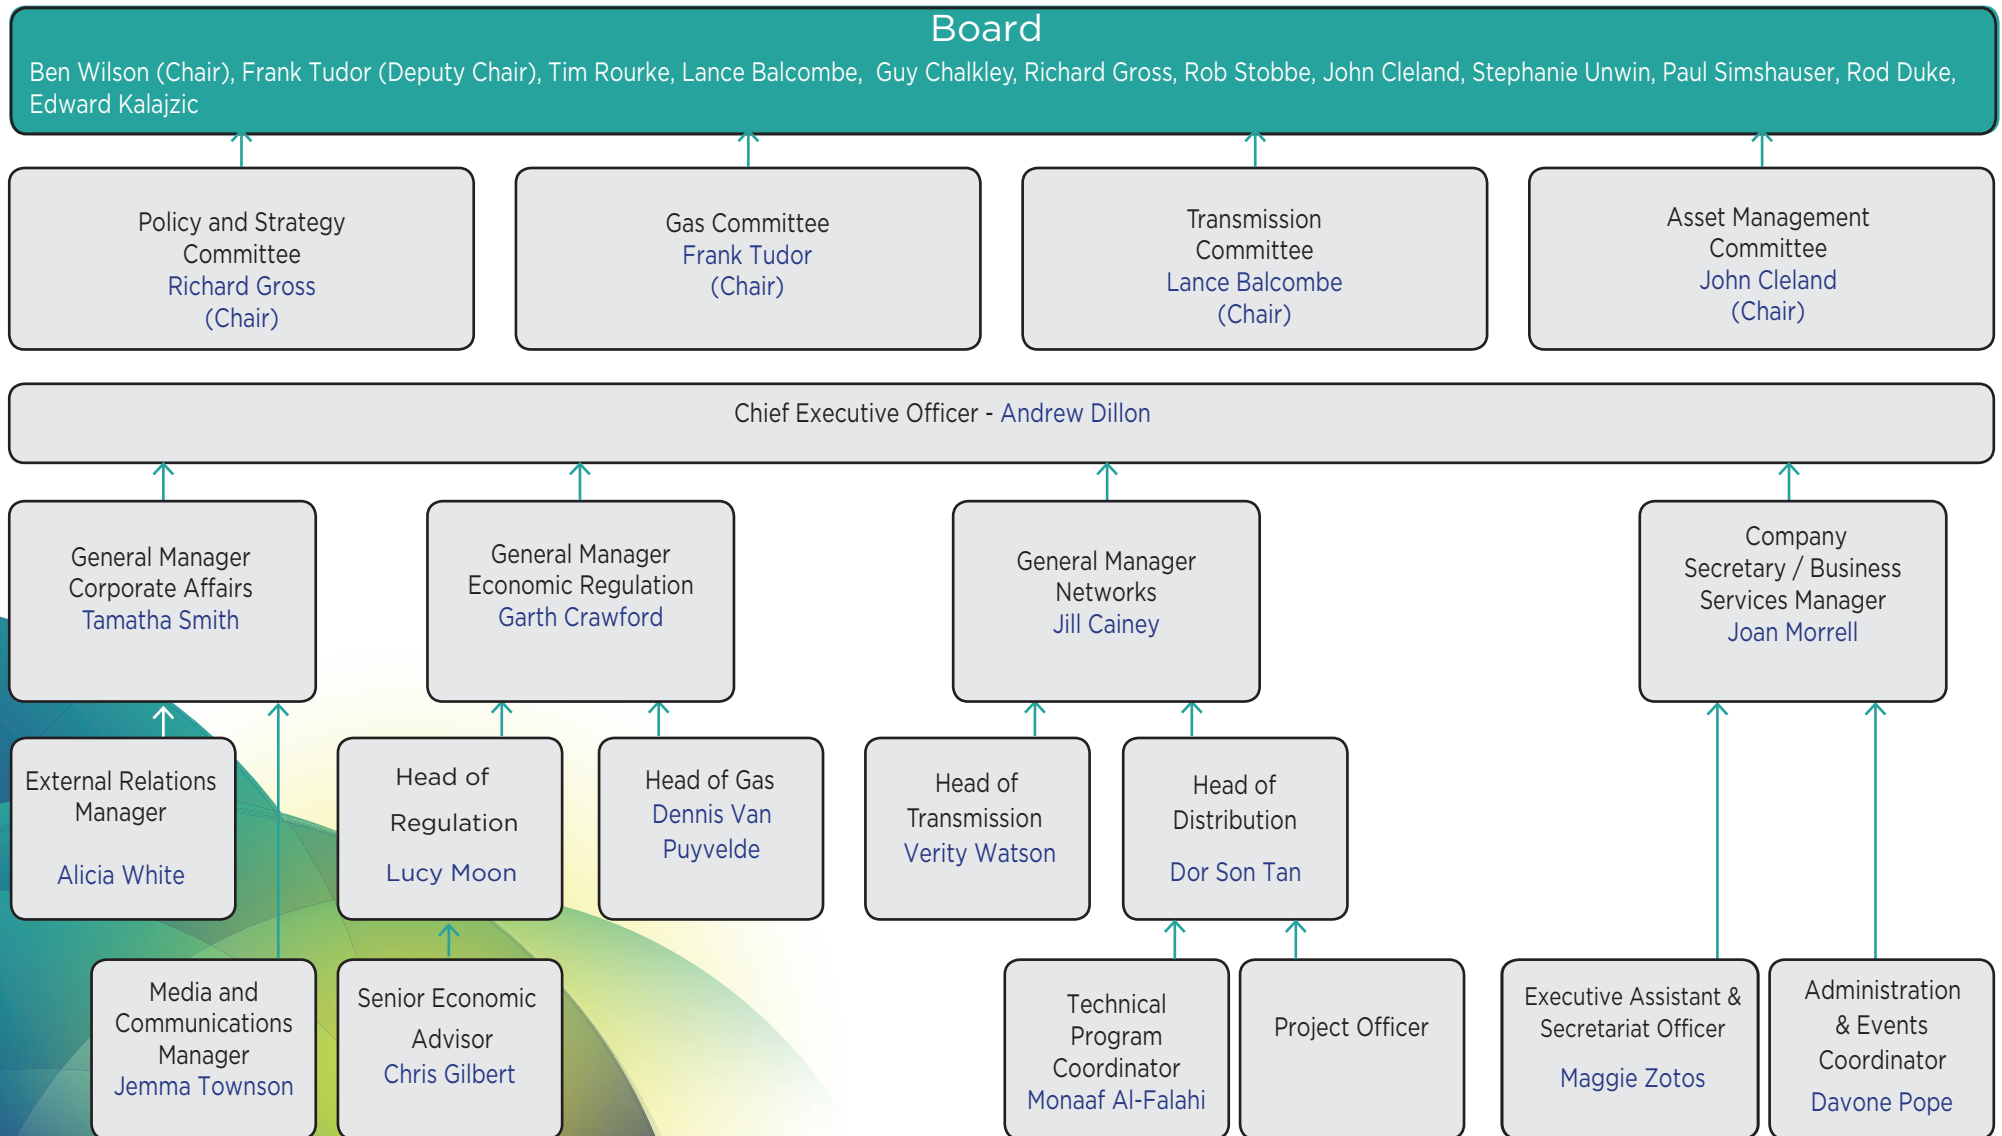 Board
Ben Wilson (Chair), Frank Tudor (Deputy Chair), Tim Rourke, Lance Balcombe, Guy Chalkley, Richard Gross, Rob Stobbe, John Cleland, Stephanie Unwin, Paul Simshauser, Rod Duke,
Edward Kalajzic
Policy and Strategy
Committee
Richard Gross
(Chair)
Gas Committee
Frank Tudor
(Chair)
Transmission
Committee
Lance Balcombe
(Chair)
Asset Management
Committee
John Cleland
(Chair)
Chief Executive Officer - Andrew Dillon
General Manager
Corporate Affairs
Tamatha Smith
General Manager
Economic Regulation
Garth Crawford
General Manager
Networks
Jill Cainey
Company
Secretary / Business
Services Manager
Joan Morrell
External Relations
Manager
Alicia White
Head of
Regulation
Lucy Moon
Head of Gas
Dennis Van
Puyvelde
Head of
Transmission
Verity Watson
Head of
Distribution
Dor Son Tan
Media and
Communications
Manager
Jemma Townson
Senior Economic
Advisor
Chris Gilbert
Technical
Program
Coordinator
Monaaf Al-Falahi
Project Officer
Executive Assistant &
Secretariat Officer
Maggie Zotos
Administration
& Events
Coordinator
Davone Pope